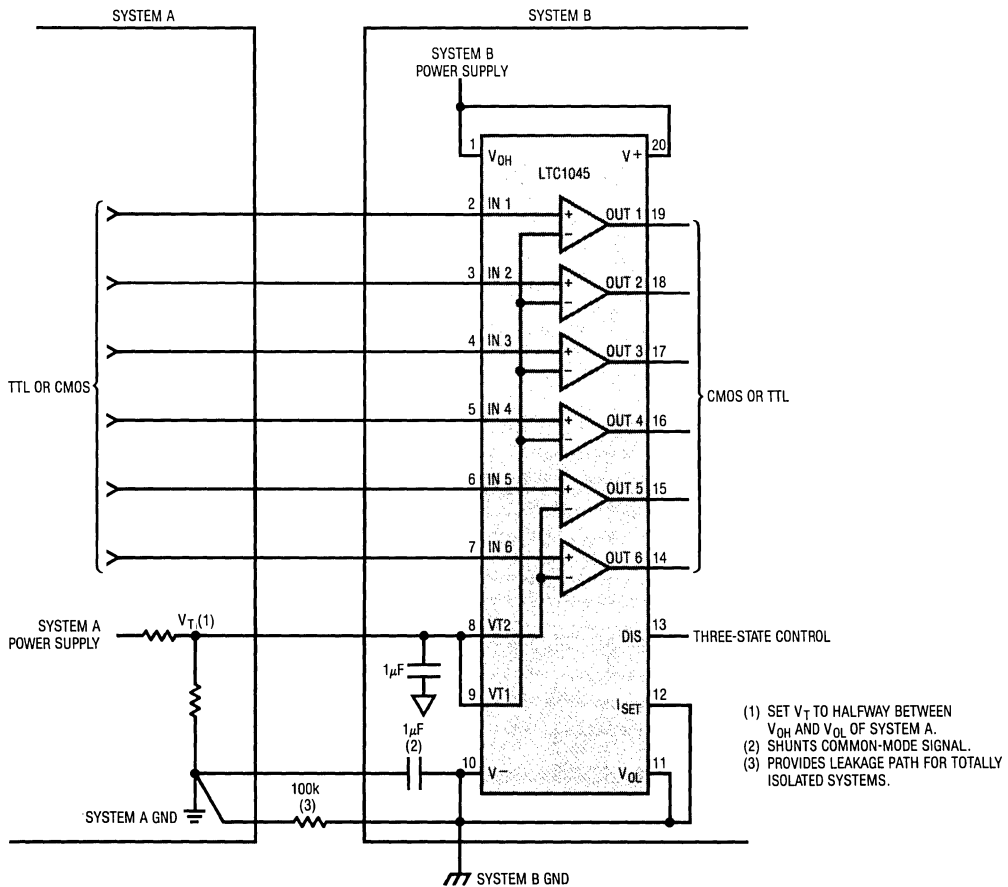 SYSTEM A
SYSTEM B
SYSTEM B
POWER SUPPLY
1
VOH
V+
20
LTC1045
2
IN 1
+
−
OUT 1
19
3
IN 2
+
−
OUT 2
18
4
IN 3
+
−
OUT 3
17
TTL OR CMOS
CMOS OR TTL
5
IN 4
+
−
OUT 4
16
6
IN 5
+
−
OUT 5
15
7
IN 6
+
−
OUT 6
14
SYSTEM A
POWER SUPPLY
VT (1)
8
VT2
DIS
13
THREE-STATE CONTROL
1μF
9
VT1
ISET
12
1μF
(2)
10
V−
VOL
11
100k
(3)
SYSTEM A GND
SYSTEM B GND
(1) SET VT TO HALFWAY BETWEEN
VOH AND VOL OF SYSTEM A.
(2) SHUNTS COMMON-MODE SIGNAL.
(3) PROVIDES LEAKAGE PATH FOR TOTALLY
ISOLATED SYSTEMS.